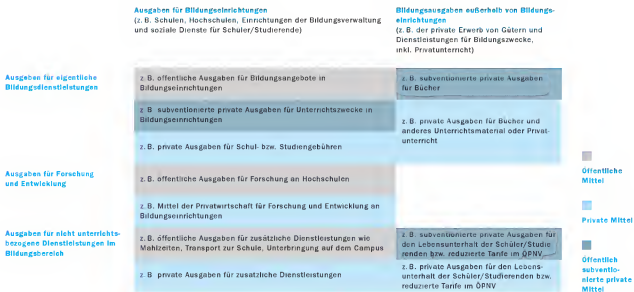 Ausgaben für Bildungseinrichtungen
(z. B. Schulen, Hochschulen, Einrichtungen der Bildungsverwaltung
und soziale Dienste für Schüler/Studierende)
Bildungsausgaben außerhalb von Bildungs-
einrichtungen
(z. B. der private Erwerb von Gütern und
Dienstleistungen für Bildungszwecke,
inkl. Privatunterricht)
Ausgaben für eigentliche
Bildungsdienstleistungen
z. B. öffentliche Ausgaben für Bildungsangebote in
Bildungseinrichtungen
z. B. subventionierte private Ausgaben
für Bücher
z. B. subventionierte private Ausgaben für Unterrichtszwecke in
Bildungseinrichtungen
z. B. private Ausgaben für Bücher und
anderes Unterrichtsmaterial oder Privat-
unterricht
z. B. private Ausgaben für Schul- bzw. Studiengebühren
Ausgaben für Forschung
und Entwicklung
z. B. öffentliche Ausgaben für Forschung an Hochschulen
z. B. Mittel der Privatwirtschaft für Forschung und Entwicklung an
Bildungseinrichtungen
Ausgaben für nicht unterrichts-
bezogene Dienstleistungen im
Bildungsbereich
z. B. öffentliche Ausgaben für zusätzliche Dienstleistungen wie
Mahlzeiten, Transport zur Schule, Unterbringung auf dem Campus
z. B. subventionierte private Ausgaben für
den Lebensunterhalt der Schüler/Studie
renden bzw. reduzierte Tarife im ÖPNV
z. B. private Ausgaben für zusätzliche Dienstleistungen
z. B. private Ausgaben für den Lebens-
unterhalt der Schüler/Studierenden bzw.
reduzierte Tarife im ÖPNV
Öffentliche
Mittel
Private Mittel
Öffentlich
subventio-
nierte private
Mittel